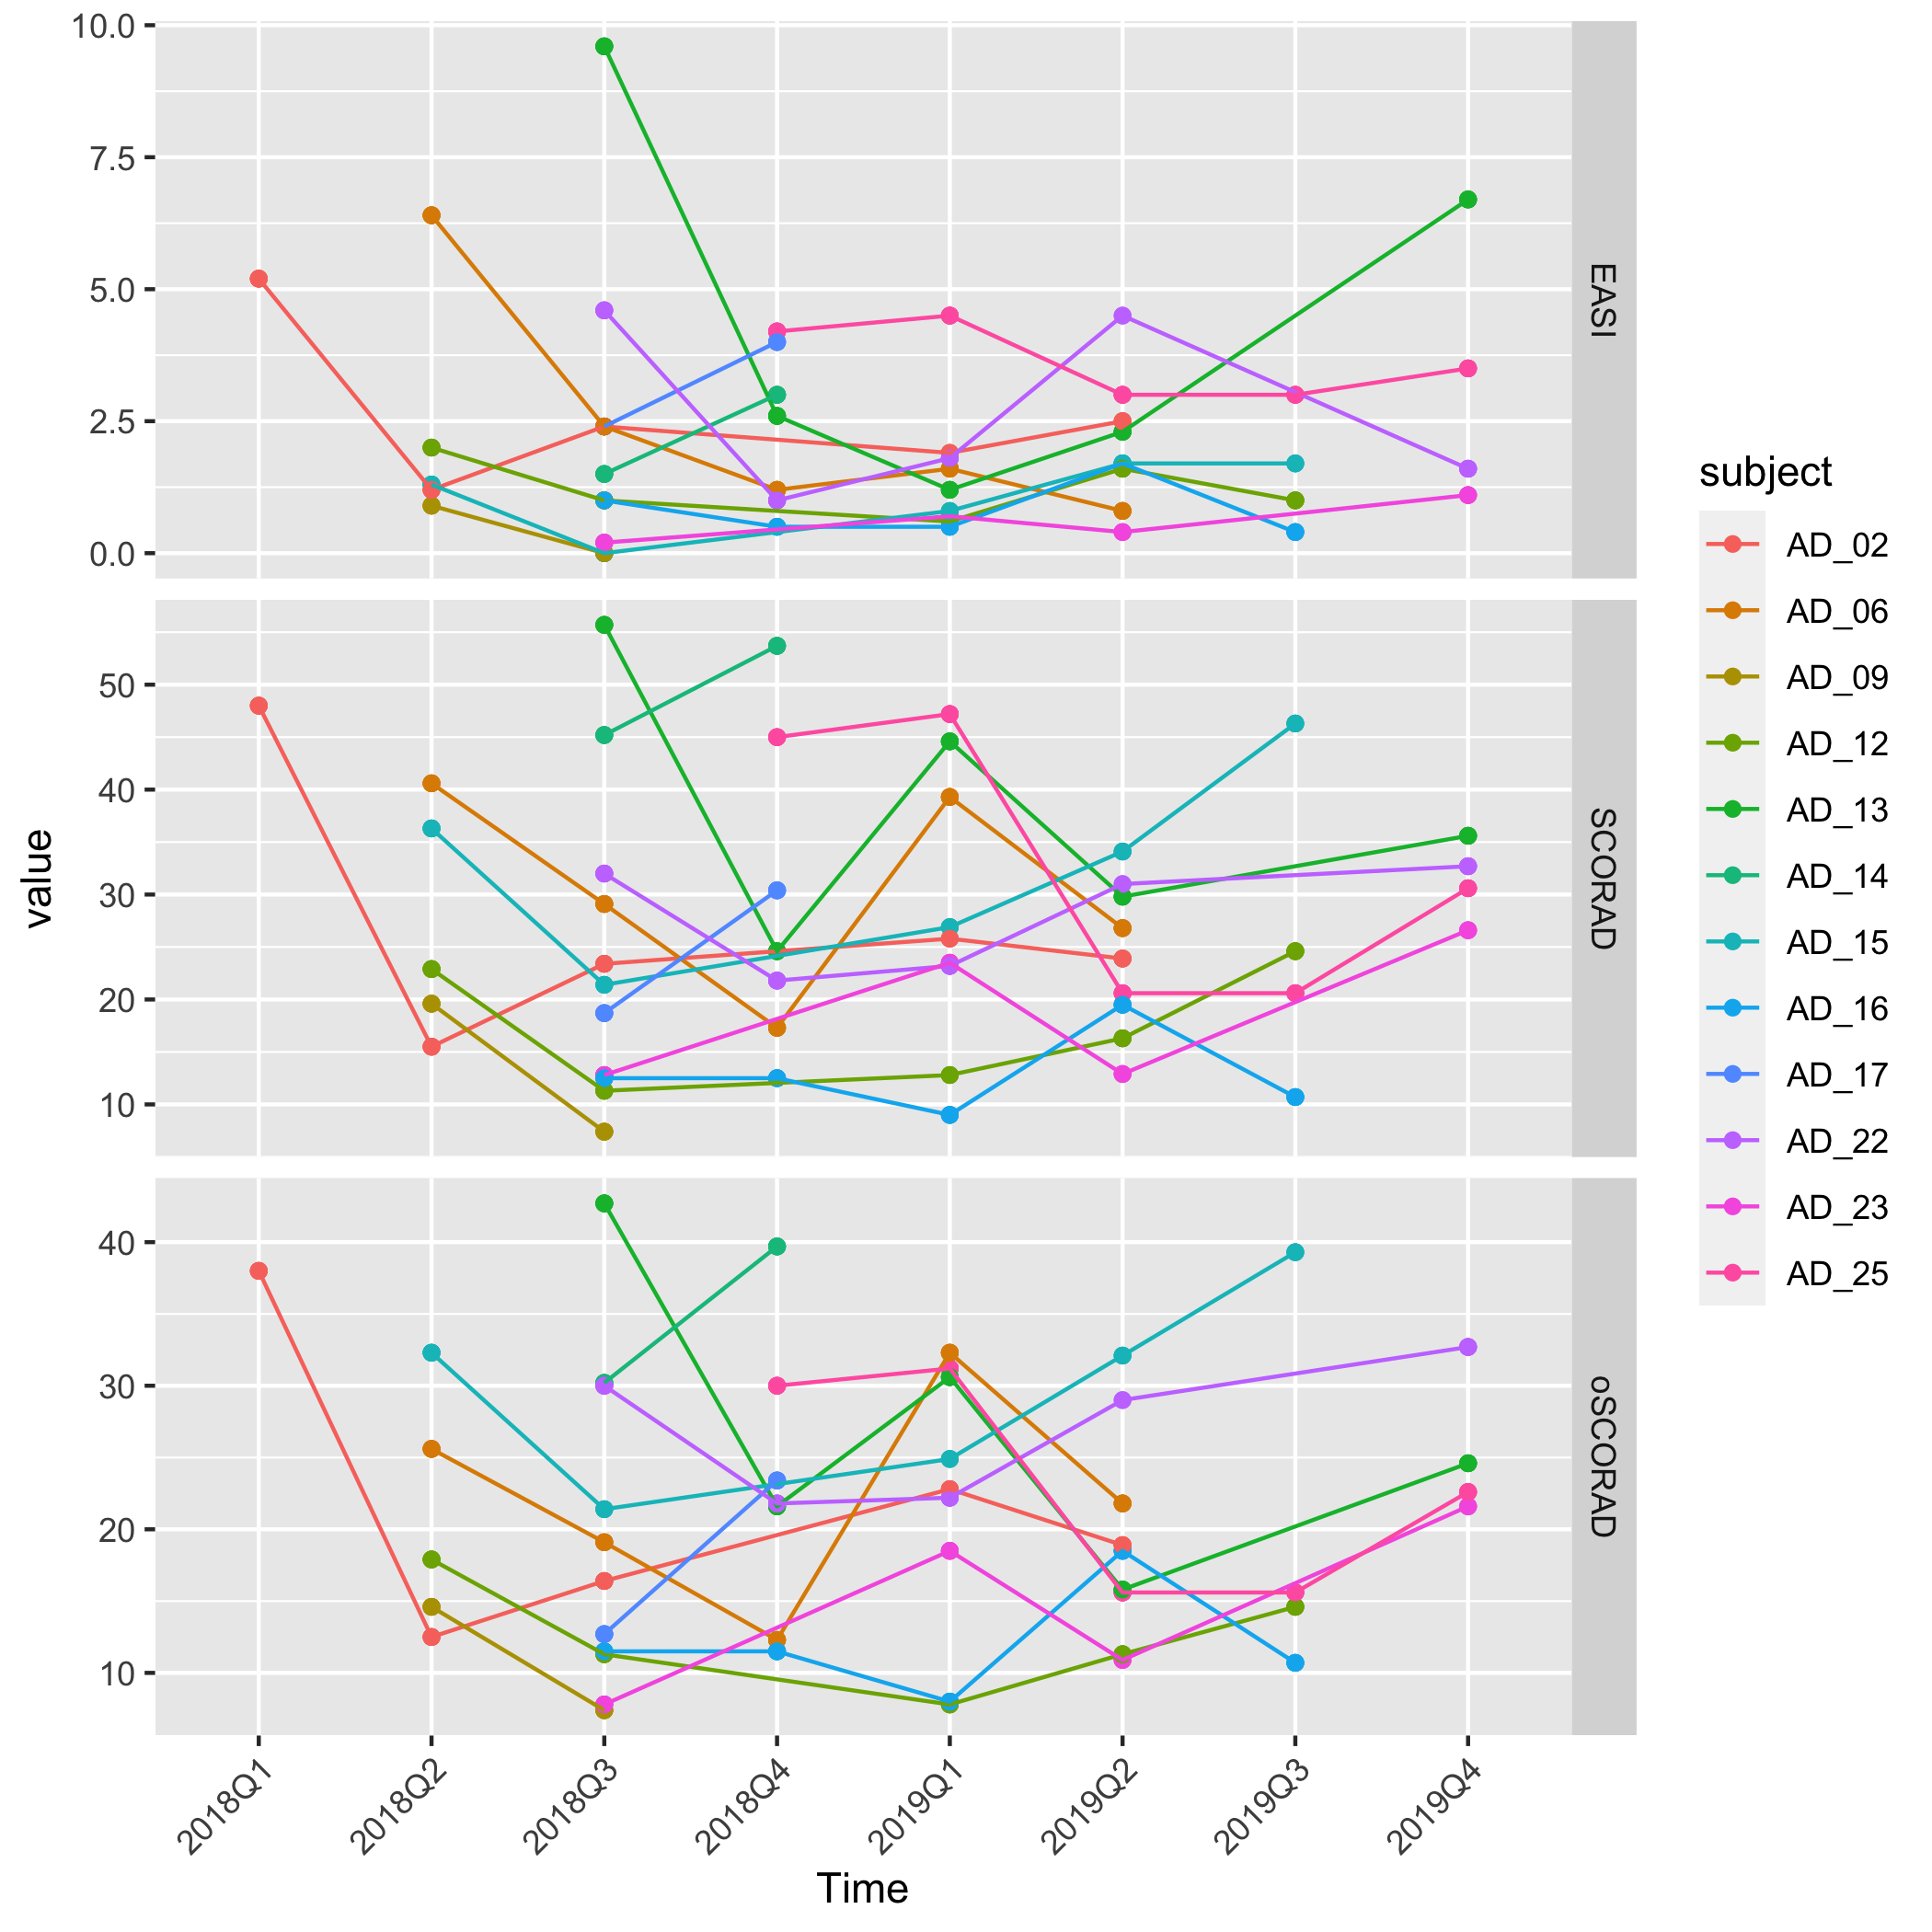 10.0
7.5
5.0
2.5
0.0
EASI
50
40
30
20
10
SCORAD
40
30
20
10
oSCORAD
value
2018Q1
2018Q2
2018Q3
2018Q4
2019Q1
2019Q2
2019Q3
2019Q4
Time
subject
AD_02
AD_06
AD_09
AD_12
AD_13
AD_14
AD_15
AD_16
AD_17
AD_22
AD_23
AD_25